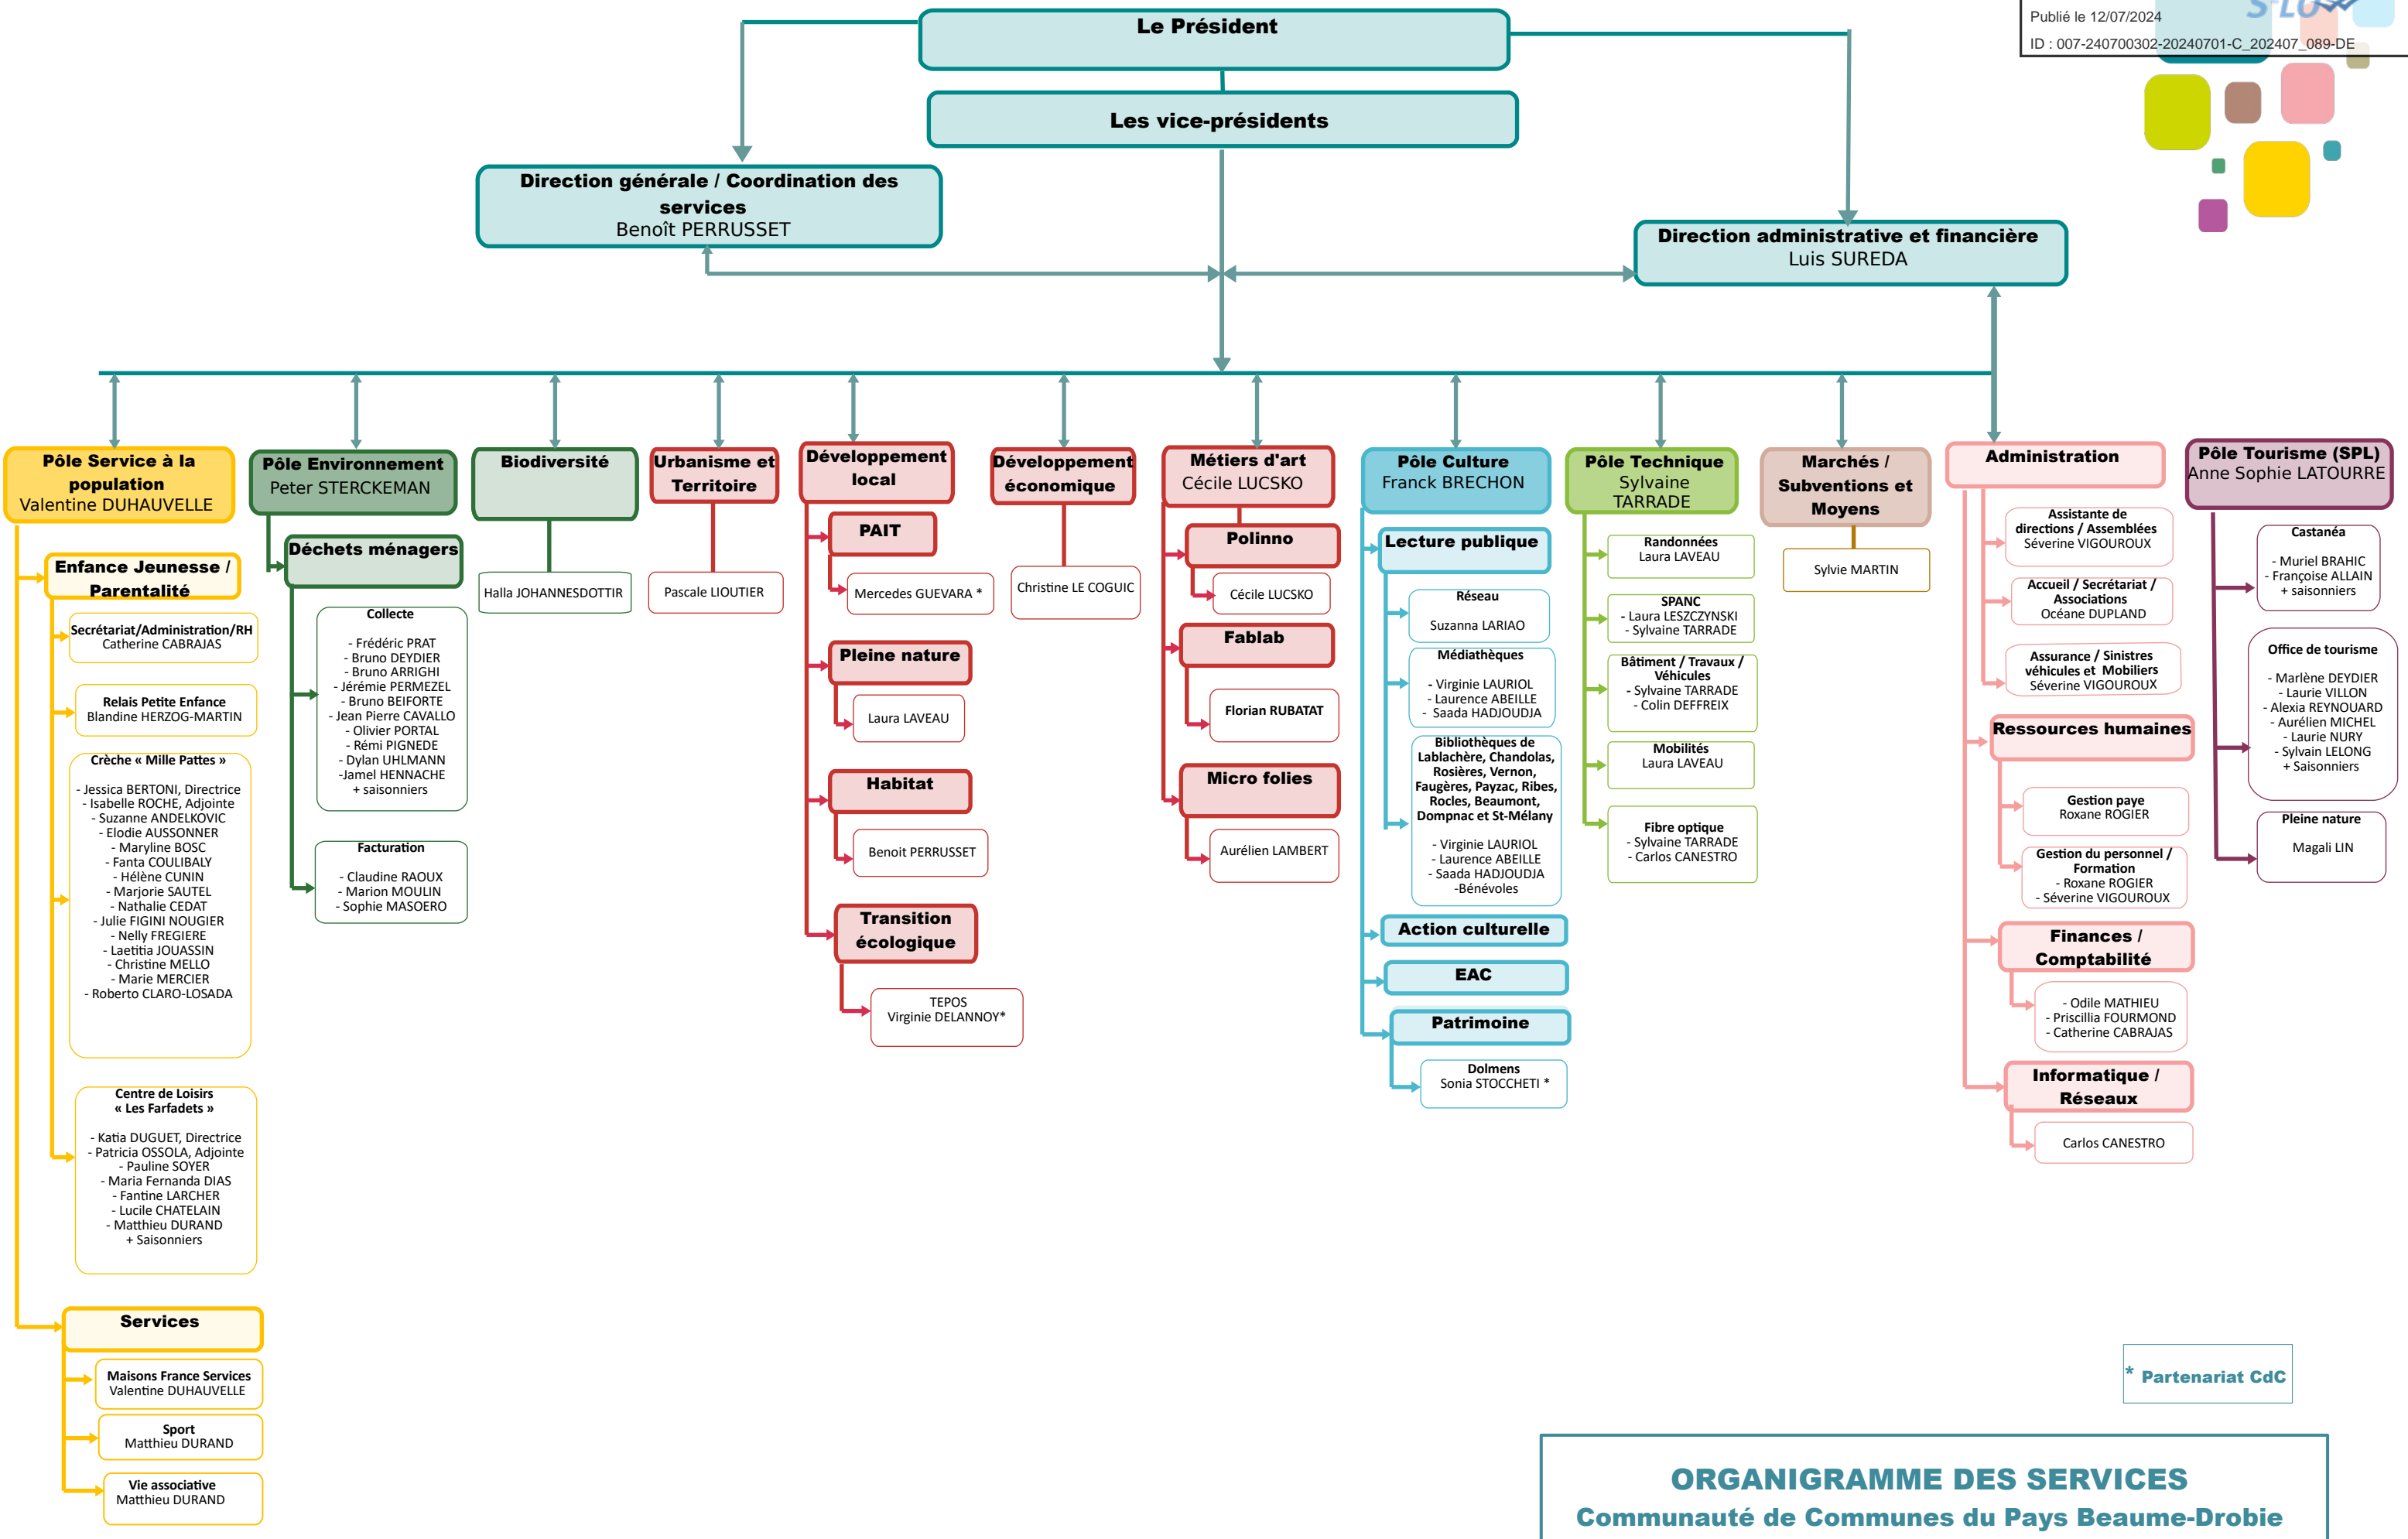 Publié le 12/07/2024
S²LO
ID : 007-240700302-20240701-C_202407_089-DE
Le Président
Les vice-présidents
Direction générale / Coordination des
services
Benoît PERRUSSET
Direction administrative et financière
Luis SUREDA
Pôle Service à la
population
Valentine DUHAUVELLE
Enfance Jeunesse /
Parentalité
Secrétariat/Administration/RH
Catherine CABRAJAS
Relais Petite Enfance
Blandine HERZOG-MARTIN
Crèche « Mille Pattes »
- Jessica BERTONI, Directrice
- Isabelle ROCHE, Adjointe
- Suzanne ANDELKOVIC
- Elodie AUSSONNER
- Maryline BOSC
- Fanta COULIBALY
- Hélène CUNIN
- Marjorie SAUTEL
- Nathalie CEDAT
- Julie FIGINI NOUGIER
- Nelly FREGIERE
- Laetitia JOUASSIN
- Christine MELLO
- Marie MERCIER
- Roberto CLARO-LOSADA
Centre de Loisirs
« Les Farfadets »
- Katia DUGUET, Directrice
- Patricia OSSOLA, Adjointe
- Pauline SOYER
- Maria Fernanda DIAS
- Fantine LARCHER
- Lucile CHATELAIN
- Matthieu DURAND
+ Saisonniers
Services
Maisons France Services
Valentine DUHAUVELLE
Sport
Matthieu DURAND
Vie associative
Matthieu DURAND
Pôle Environnement
Peter STERCKEMAN
Déchets ménagers
Collecte
- Frédéric PRAT
- Bruno DEYDIER
- Bruno ARRIGHI
- Jérémie PERMEZEL
- Bruno BEIFORTE
- Jean Pierre CAVALLO
- Olivier PORTAL
- Rémi PIGNEDE
- Dylan UHLMANN
-Jamel HENNACHE
+ saisonniers
Facturation
- Claudine RAOUX
- Marion MOULIN
- Sophie MASOERO
Biodiversité
Halla JOHANNESDOTTIR
Urbanisme et
Territoire
Pascale LIOUTIER
Développement
local
PAIT
Mercedes GUEVARA *
Pleine nature
Laura LAVEAU
Habitat
Benoit PERRUSSET
Transition
écologique
TEPOS
Virginie DELANNOY*
Développement
économique
Christine LE COGUIC
Métiers d'art
Cécile LUCSKO
Polinno
Cécile LUCSKO
Fablab
Florian RUBATAT
Micro folies
Aurélien LAMBERT
Pôle Culture
Franck BRECHON
Lecture publique
Réseau
Suzanna LARIAO
Médiathèques
- Virginie LAURIOL
- Laurence ABEILLE
- Saada HADJOUDJA
Bibliothèques de
Lablachère, Chandolas,
Rosières, Vernon,
Faugères, Payzac, Ribes,
Rocles, Beaumont,
Dompnac et St-Mélany
- Virginie LAURIOL
- Laurence ABEILLE
- Saada HADJOUDJA
-Bénévoles
Action culturelle
EAC
Patrimoine
Dolmens
Sonia STOCCHETI *
Pôle Technique
Sylvaine
TARRADE
Randonnées
Laura LAVEAU
SPANC
- Laura LESZCZYNSKI
- Sylvaine TARRADE
Bâtiment / Travaux /
Véhicules
- Sylvaine TARRADE
- Colin DEFFREIX
Mobilités
Laura LAVEAU
Fibre optique
- Sylvaine TARRADE
- Carlos CANESTRO
Marchés /
Subventions et
Moyens
Sylvie MARTIN
Administration
Assistante de
directions / Assemblées
Séverine VIGOUROUX
Accueil / Secrétariat /
Associations
Océane DUPLAND
Assurance / Sinistres
véhicules et Mobiliers
Séverine VIGOUROUX
Ressources humaines
Gestion paye
Roxane ROGIER
Gestion du personnel /
Formation
- Roxane ROGIER
- Séverine VIGOUROUX
Finances /
Comptabilité
- Odile MATHIEU
- Priscillia FOURMOND
- Catherine CABRAJAS
Informatique /
Réseaux
Carlos CANESTRO
Pôle Tourisme (SPL)
Anne Sophie LATOURRE
Castanéa
- Muriel BRAHIC
- Françoise ALLAIN
+ saisonniers
Office de tourisme
- Marlène DEYDIER
- Laurie VILLON
- Alexia REYNOUARD
- Aurélien MICHEL
- Laurie NURY
- Sylvain LELONG
+ Saisonniers
Pleine nature
Magali LIN
* Partenariat CdC
ORGANIGRAMME DES SERVICES
Communauté de Communes du Pays Beaume-Drobie